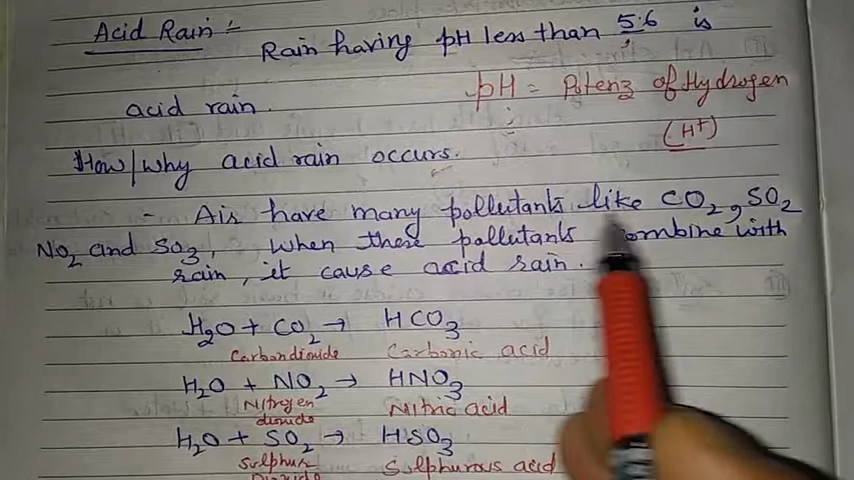 Acid Rain :-
Rain having pH less than 5.6 is
acid rain.
pH = Potenz of Hydrogen
(H⁺)
How/why acid rain occurs.
- Air have many pollutants like CO₂, SO₂
NO₂ and SO₃, when these pollutants combine with
rain, it cause acid rain.
H₂O + CO₂ → HCO₃
Carbondioxide Carbonic acid
H₂O + NO₂ → HNO₃
Nitrogen Nitric acid
dioxide
H₂O + SO₂ → HSO₃
Sulphur Sulphurous acid
Dioxide